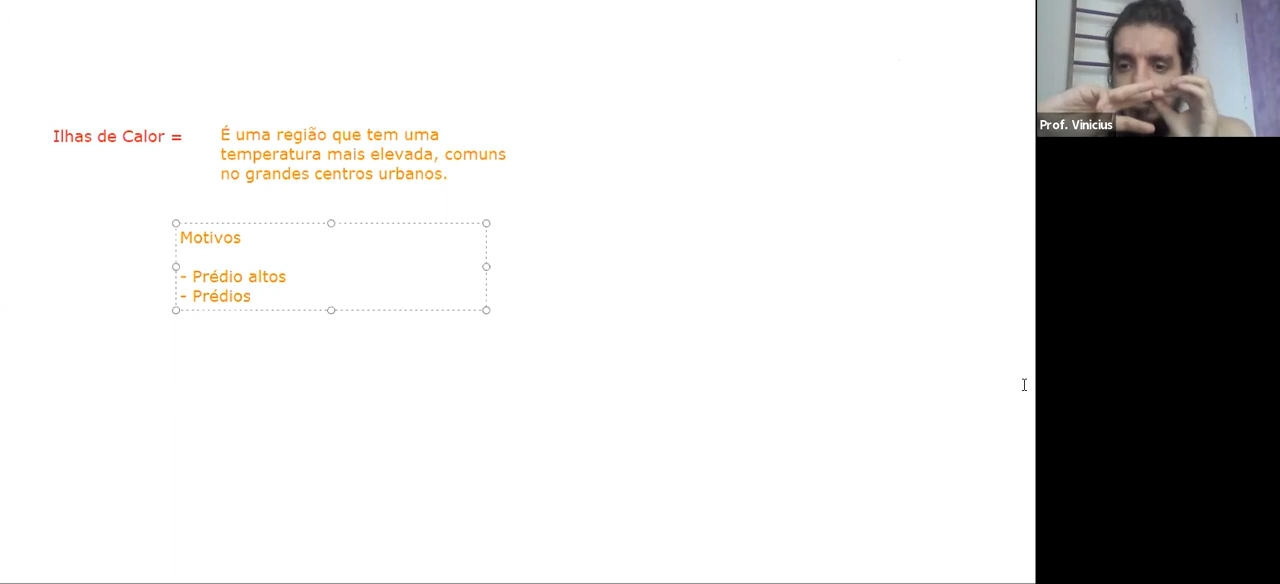 Ilhas de Calor =
É uma região que tem uma
temperatura mais elevada, comuns
no grandes centros urbanos.
Motivos
- Prédio altos
- Prédios
Prof. Vinicius